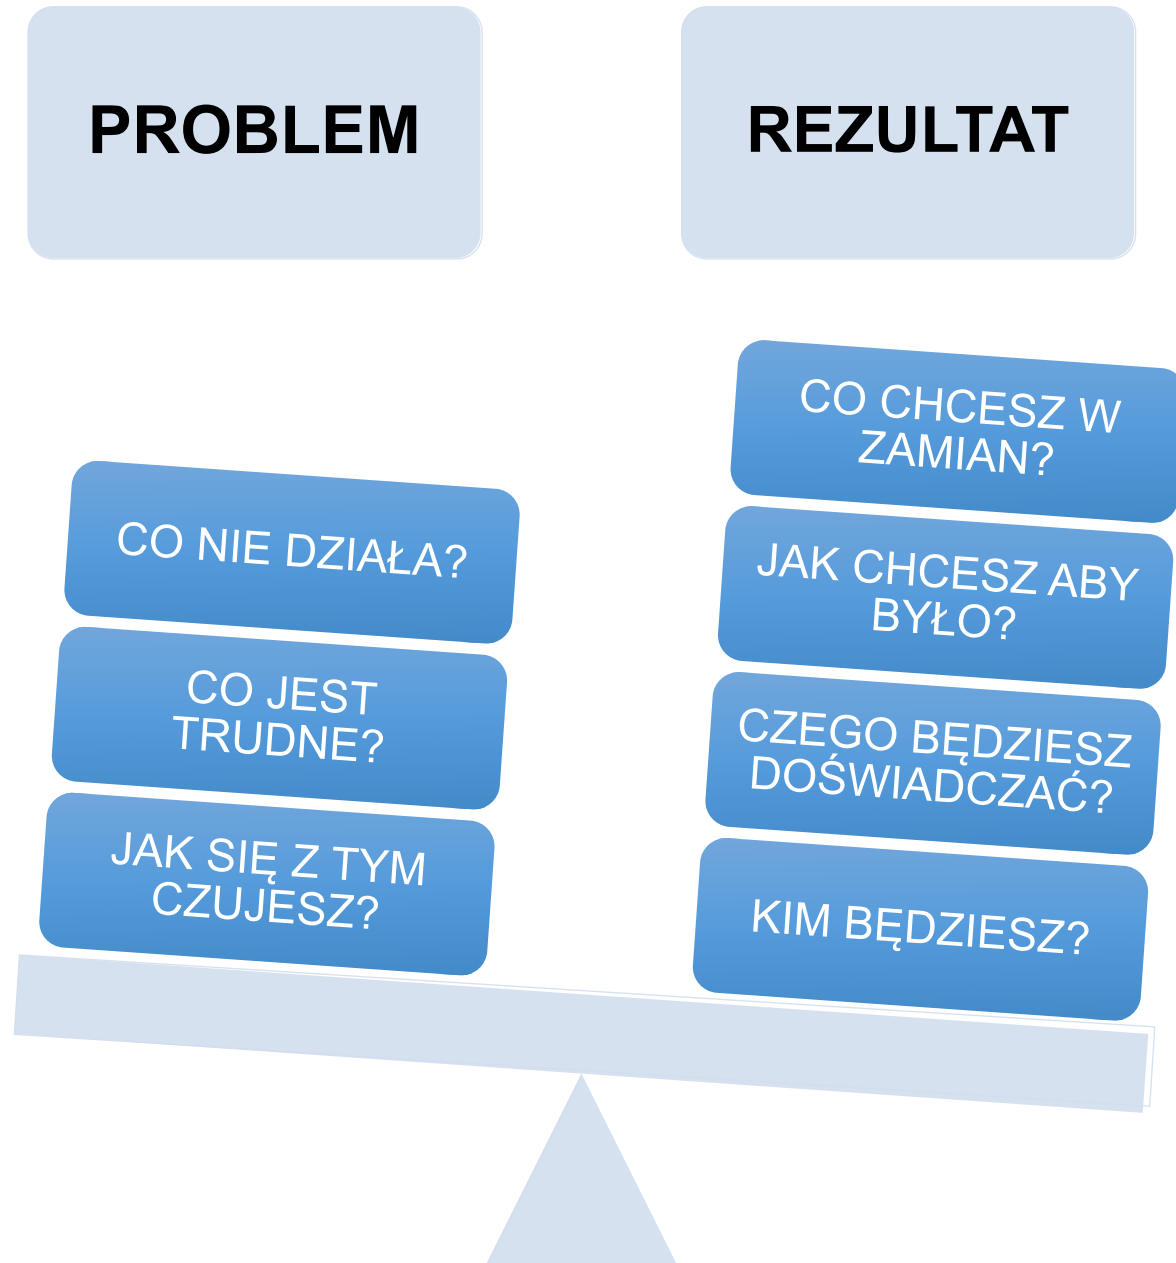 PROBLEM
REZULTAT
CO NIE DZIAŁA?
CO JEST
TRUDNE?
JAK SIĘ Z TYM
CZUJESZ?
CO CHCESZ W
ZAMIAN?
JAK CHCESZ ABY
BYŁO?
CZEGO BĘDZIESZ
DOŚWIADCZAĆ?
KIM BĘDZIESZ?